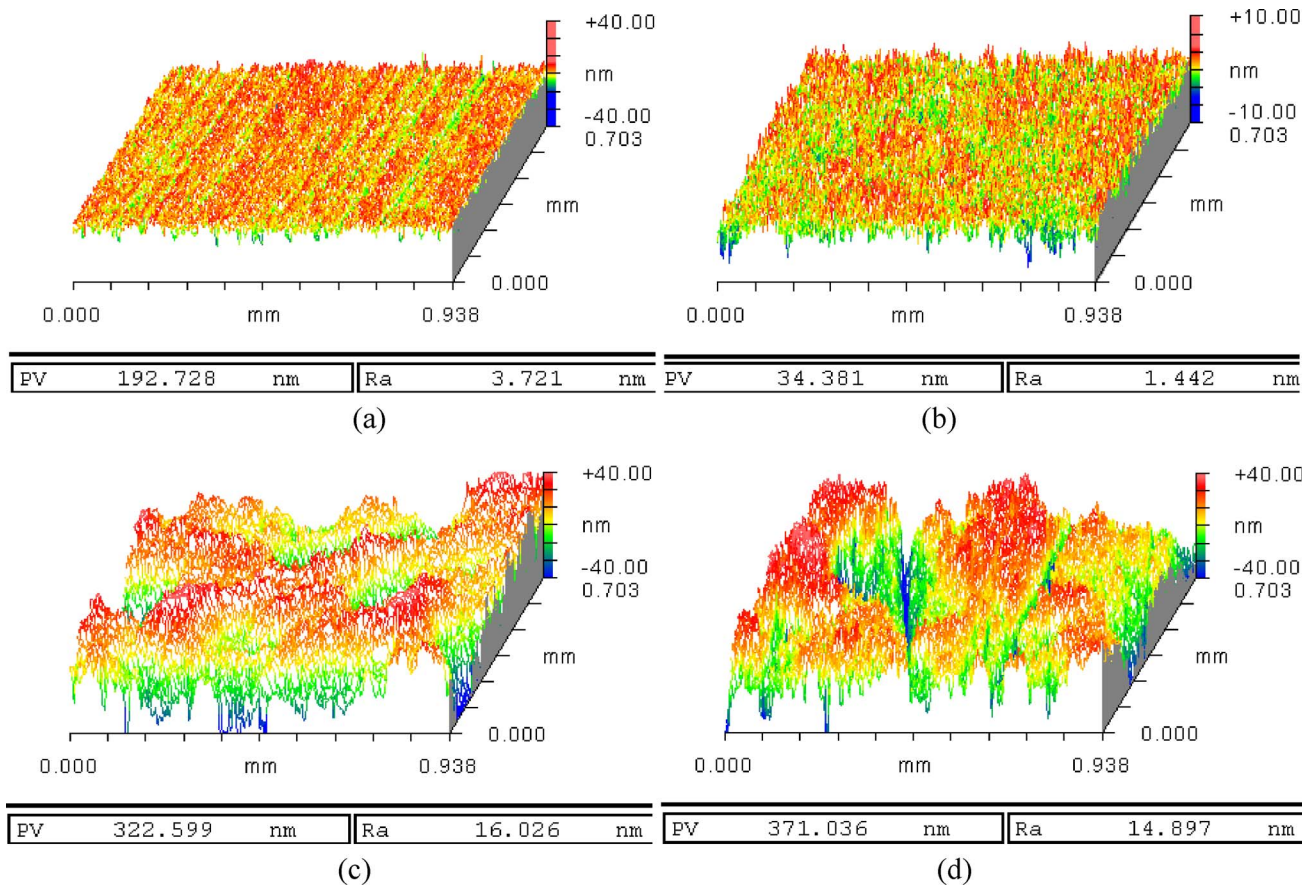 +40.00
nm
-40.00
0.703
mm
0.000
0.000 mm 0.938
PV 192.728 nm Ra 3.721 nm
(a)
+10.00
nm
-10.00
0.703
mm
0.000
0.000 mm 0.938
PV 34.381 nm Ra 1.442 nm
(b)
+40.00
nm
-40.00
0.703
mm
0.000
0.000 mm 0.938
PV 322.599 nm Ra 16.026 nm
(c)
+40.00
nm
-40.00
0.703
mm
0.000
0.000 mm 0.938
PV 371.036 nm Ra 14.897 nm
(d)